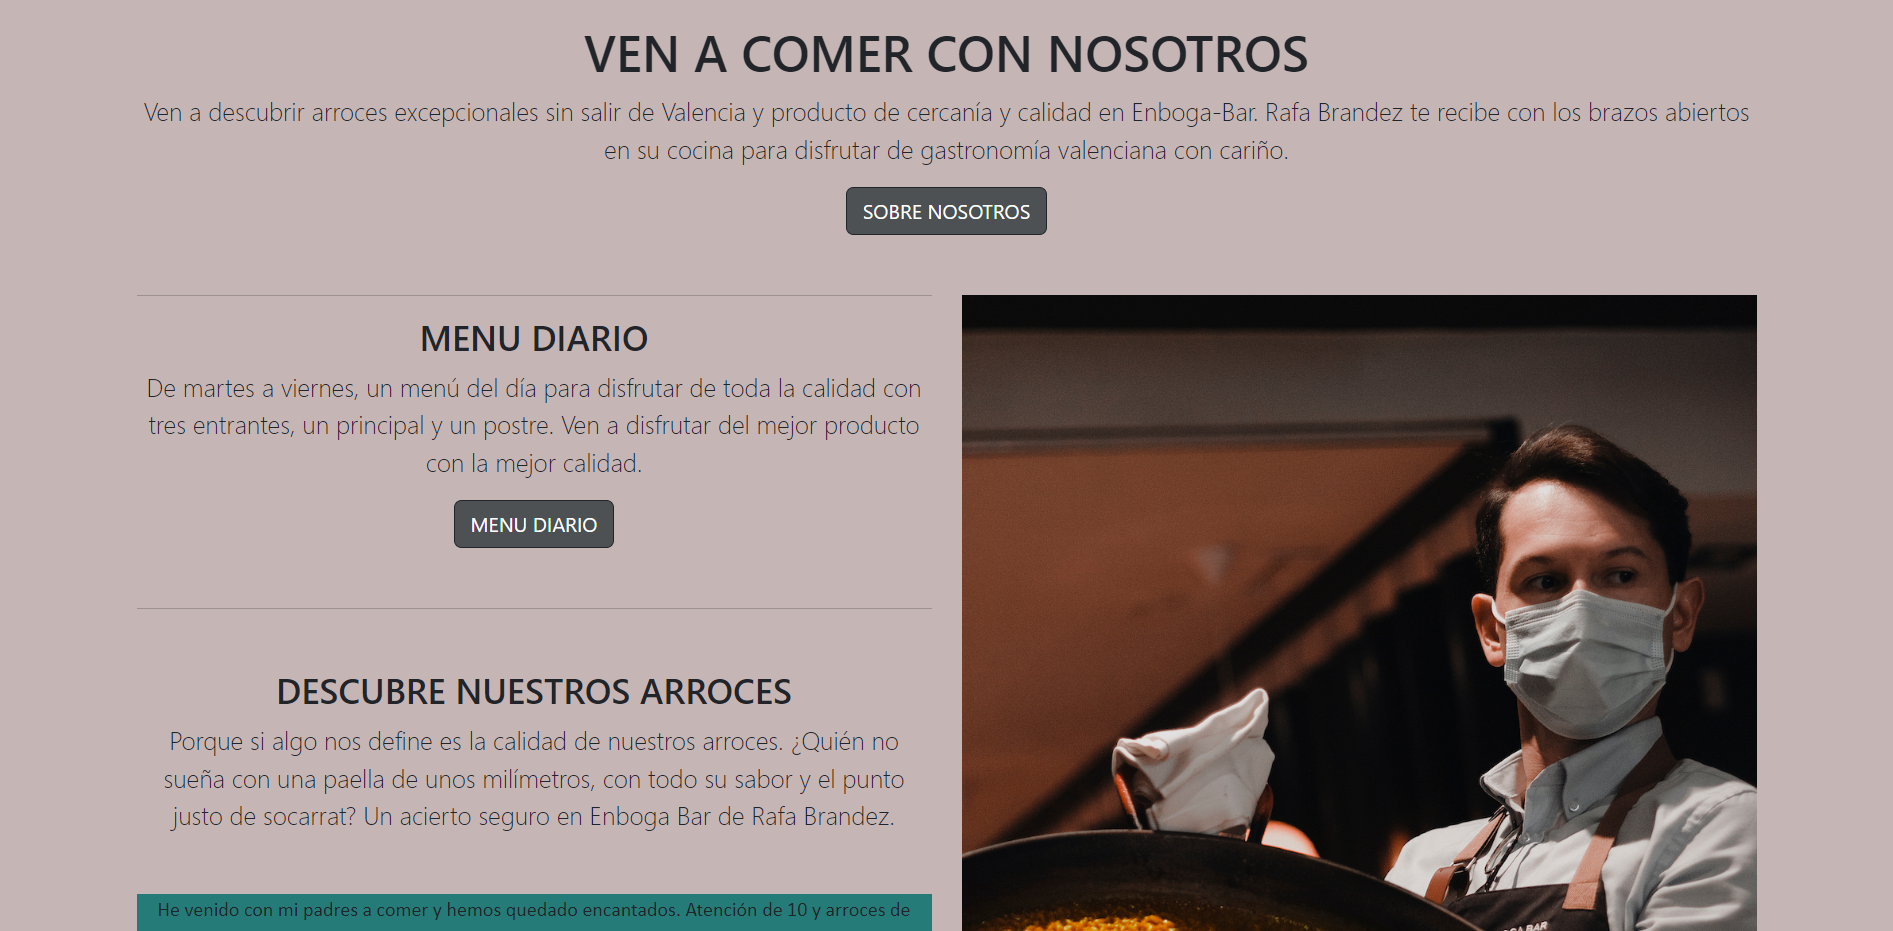 VEN A COMER CON NOSOTROS
Ven a descubrir arroces excepcionales sin salir de Valencia y producto de cercanía y calidad en Enboga-Bar. Rafa Brandez te recibe con los brazos abiertos
en su cocina para disfrutar de gastronomía valenciana con cariño.
SOBRE NOSOTROS
MENU DIARIO
De martes a viernes, un menú del día para disfrutar de toda la calidad con
tres entrantes, un principal y un postre. Ven a disfrutar del mejor producto
con la mejor calidad.
MENU DIARIO
DESCUBRE NUESTROS ARROCES
Porque si algo nos define es la calidad de nuestros arroces. ¿Quién no
sueña con una paella de unos milímetros, con todo su sabor y el punto
justo de socarrat? Un acierto seguro en Enboga Bar de Rafa Brandez.
He venido con mi padres a comer y hemos quedado encantados. Atención de 10 y arroces de
BAR